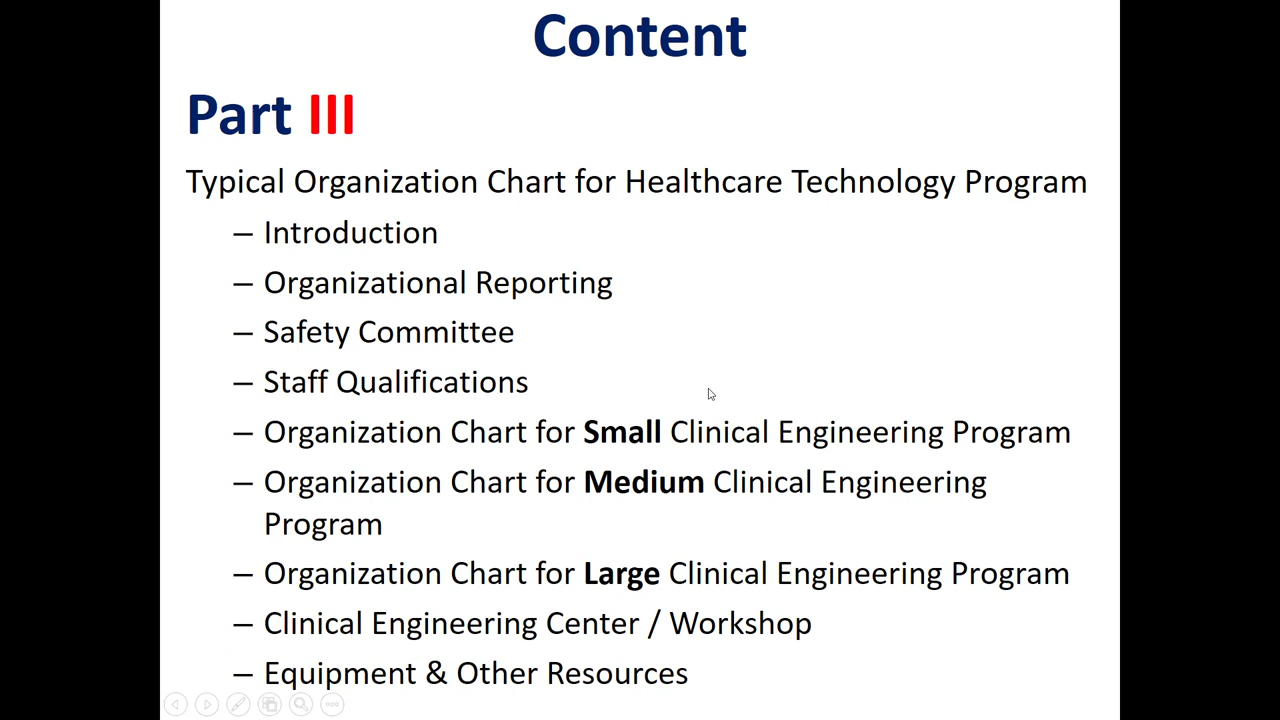 Content
Part III
Typical Organization Chart for Healthcare Technology Program
– Introduction
– Organizational Reporting
– Safety Committee
– Staff Qualifications
– Organization Chart for Small Clinical Engineering Program
– Organization Chart for Medium Clinical Engineering
Program
– Organization Chart for Large Clinical Engineering Program
– Clinical Engineering Center / Workshop
– Equipment & Other Resources